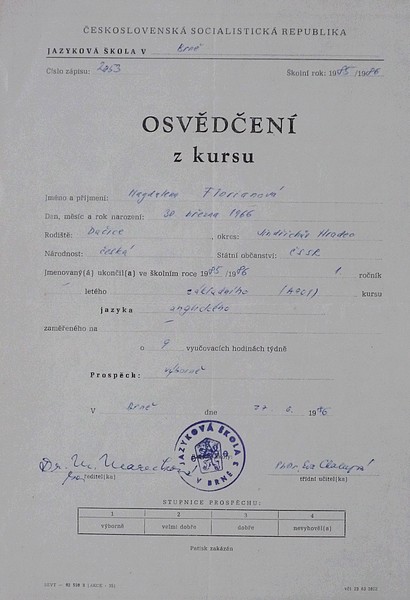 ČESKOSLOVENSKÁ SOCIALISTICKÁ REPUBLIKA
JAZYKOVÁ ŠKOLA V Brně
Číslo zápisu: 2053 Školní rok: 1985/1986
OSVĚDČENÍ
z kursu
Jméno a příjmení: Magdalena Florianová
Den, měsíc a rok narození: 30. března 1966
Rodiště: Dačice, okres: Jindřichův Hradec
Národnost: česká Státní občanství: ČSSR
jmenovaný(á) ukončil(a) ve školním roce 1985/1986 1. ročník
letého základního kursu
jazyka anglického
zaměřeného na —
o 9 vyučovacích hodinách týdně
Prospěch: výborně
V Brně dne 6. 1986
JAZYKOVÁ ŠKOLA V BRNĚ
ředitel(ka) třídní učitel(ka)
STUPNICE PROSPĚCHU:
1 2 3 4
výborně velmi dobře dobře nevyhověl(a)
Potisk zakázán